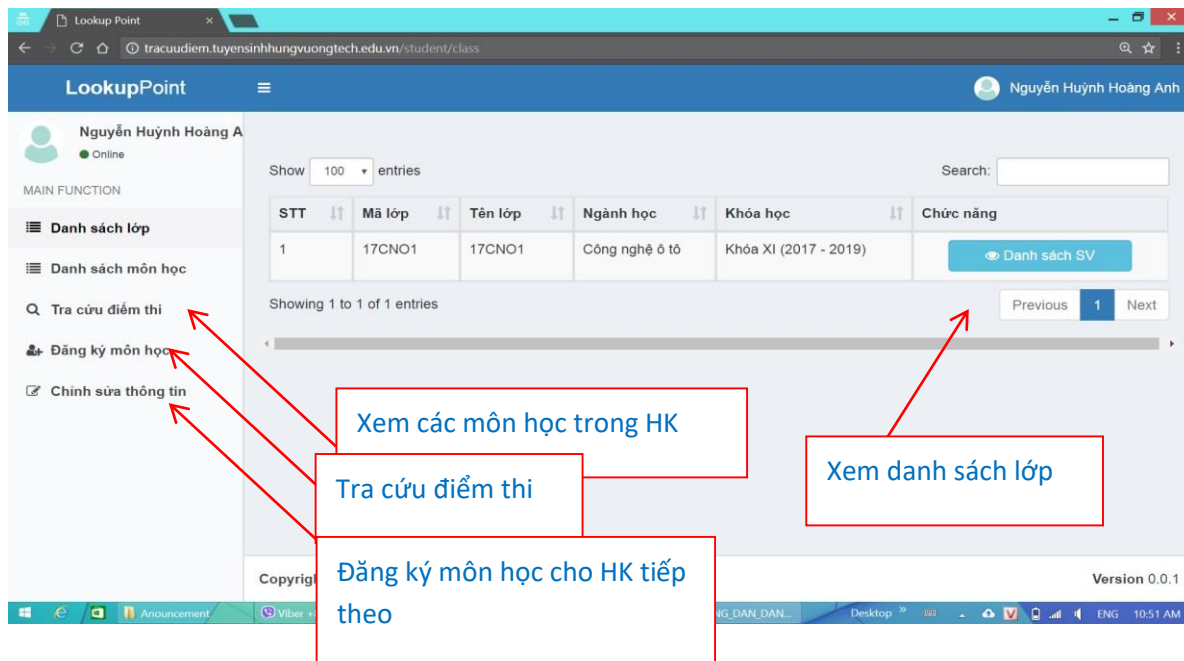 Lookup Point
tracuudiem.tuyensinhhungvuongtech.edu.vn/student/class
LookupPoint
Nguyễn Huỳnh Hoàng Anh
Nguyễn Huỳnh Hoàng A
Online
MAIN FUNCTION
Danh sách lớp
Danh sách môn học
Tra cứu điểm thi
Đăng ký môn học
Chỉnh sửa thông tin
Show 100 entries
Search:
STT Mã lớp Tên lớp Ngành học Khóa học Chức năng
1 17CNO1 17CNO1 Công nghệ ô tô Khóa XI (2017 - 2019) Danh sách SV
Showing 1 to 1 of 1 entries
Previous 1 Next
Xem các môn học trong HK
Tra cứu điểm thi
Đăng ký môn học cho HK tiếp
theo
Xem danh sách lớp
Version 0.0.1
Anouncement Viber Desktop ENG 10:51 AM